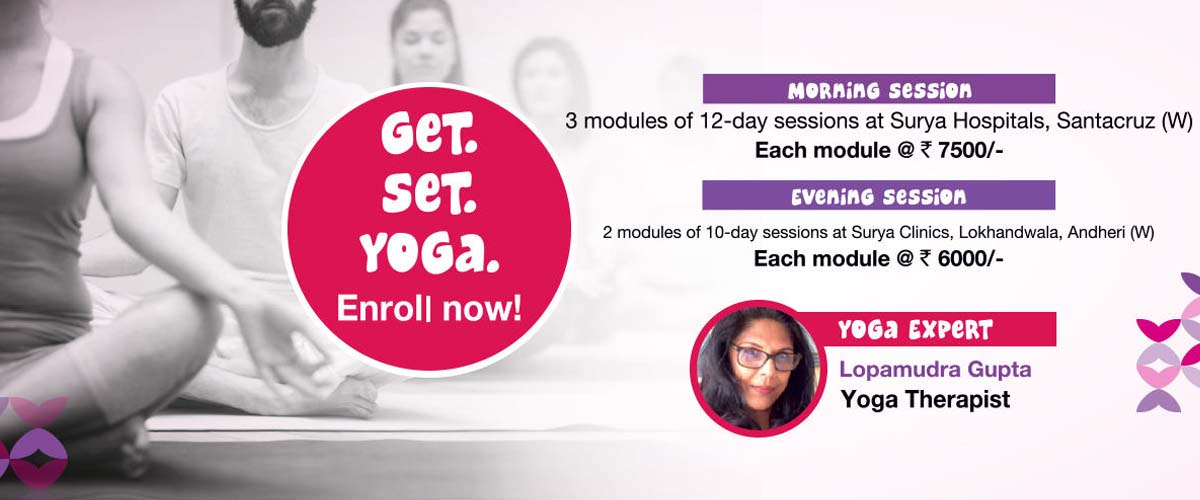 Get.
Set.
Yoga.
Enroll now!
Morning Session
3 modules of 12-day sessions at Surya Hospitals, Santacruz (W)
Each module @ ₹ 7500/-
Evening Session
2 modules of 10-day sessions at Surya Clinics, Lokhandwala, Andheri (W)
Each module @ ₹ 6000/-
Yoga Expert
Lopamudra Gupta
Yoga Therapist